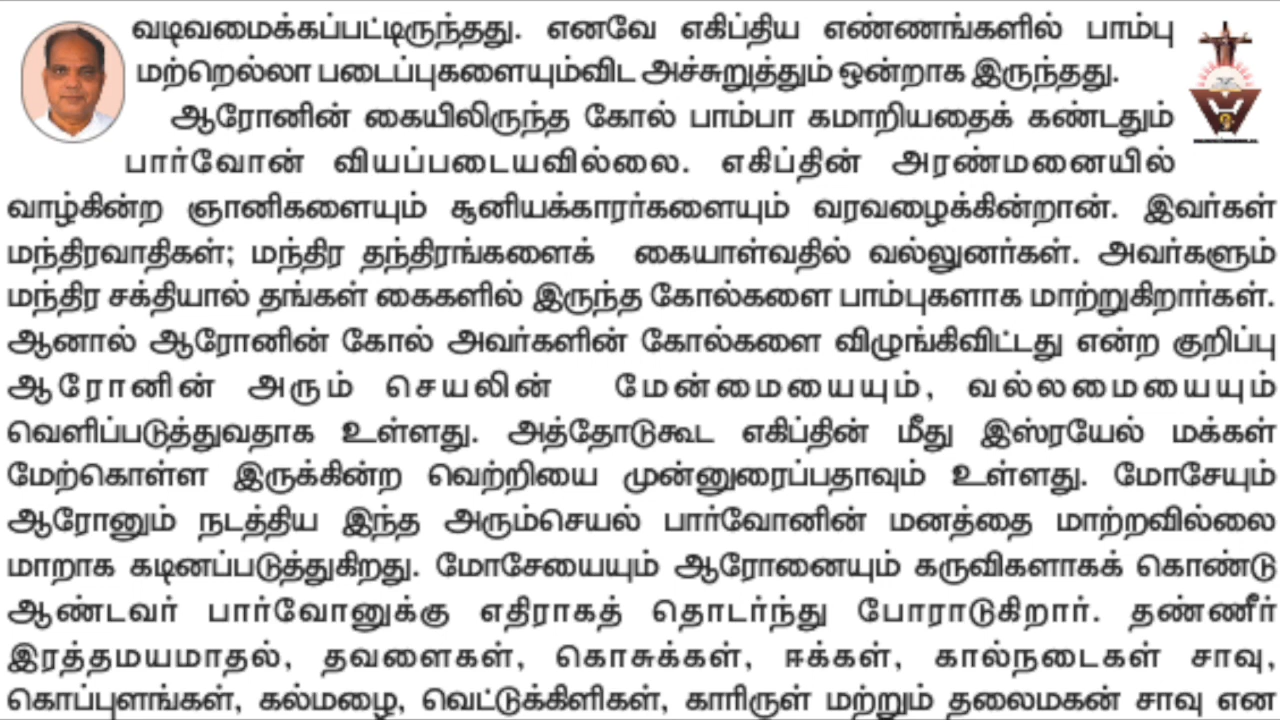 வடிவமைக்கப்பட்டிருந்தது. எனவே எகிப்திய எண்ணங்களில் பாம்பு
மற்றெல்லா படைப்புகளையும்விட அச்சுறுத்தும் ஒன்றாக இருந்தது.
ஆரோனின் கையிலிருந்த கோல் பாம்பா கமாறியதைக் கண்டதும்
பார்வோன் வியப்படையவில்லை. எகிப்தின் அரண்மனையில்
வாழ்கின்ற ஞானிகளையும் சூனியக்காரர்களையும் வரவழைக்கின்றான். இவர்கள்
மந்திரவாதிகள்; மந்திர தந்திரங்களைக் கையாள்வதில் வல்லுனர்கள். அவர்களும்
மந்திர சக்தியால் தங்கள் கைகளில் இருந்த கோல்களை பாம்புகளாக மாற்றுகிறார்கள்.
ஆனால் ஆரோனின் கோல் அவர்களின் கோல்களை விழுங்கிவிட்டது என்ற குறிப்பு
ஆரோனின் அரும் செயலின் மேன்மையையும், வல்லமையையும்
வெளிப்படுத்துவதாக உள்ளது. அத்தோடுகூட எகிப்தின் மீது இஸ்ரயேல் மக்கள்
மேற்கொள்ள இருக்கின்ற வெற்றியை முன்னுரைப்பதாவும் உள்ளது. மோசேயும்
ஆரோனும் நடத்திய இந்த அரும்செயல் பார்வோனின் மனத்தை மாற்றவில்லை
மாறாக கடினப்படுத்துகிறது. மோசேயையும் ஆரோனையும் கருவிகளாகக் கொண்டு
ஆண்டவர் பார்வோனுக்கு எதிராகத் தொடர்ந்து போராடுகிறார். தண்ணீர்
இரத்தமயமாதல், தவளைகள், கொசுக்கள், ஈக்கள், கால்நடைகள் சாவு,
கொப்புளங்கள், கல்மழை, வெட்டுக்கிளிகள், காரிருள் மற்றும் தலைமகன் சாவு என